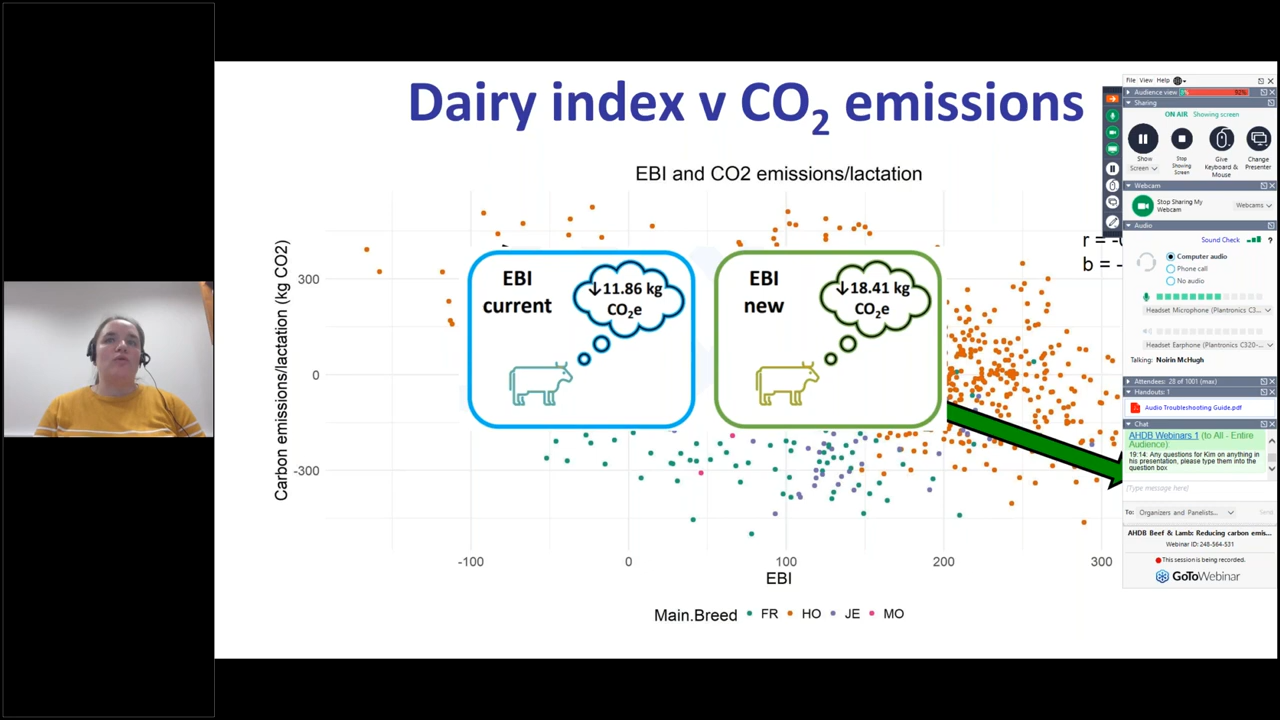 Dairy index v CO2 emissions
EBI and CO2 emissions/lactation
Carbon emissions/lactation (kg CO2)
300
0
-300
r = -
b = -
EBI
current
↓11.86 kg
CO2e
EBI
new
↓18.41 kg
CO2e
-100
0
100
200
300
EBI
Main.Breed
FR
HO
JE
MO
File View Help
Audience view
92%
Sharing
ON AIR Showing screen
Show
Screen
Stop
Showing
Screen
Give
Keyboard &
Mouse
Change
Presenter
Webcam
Stop Sharing My
Webcam
Webcams
Audio
Sound Check
?
Computer audio
Phone call
No audio
Headset Microphone (Plantronics C3...
Headset Earphone (Plantronics C320-...
Talking: Noirin McHugh
Attendees: 28 of 1001 (max)
Handouts: 1
Audio Troubleshooting Guide.pdf
Chat
AHDB Webinars 1 (to All - Entire
Audience):
19:14: Any questions for Kim on anything in
his presentation, please type them into the
question box
[Type message here]
To: Organizers and Panelists...
Send
AHDB Beef & Lamb: Reducing carbon emis...
Webinar ID: 248-564-531
This session is being recorded.
GoToWebinar